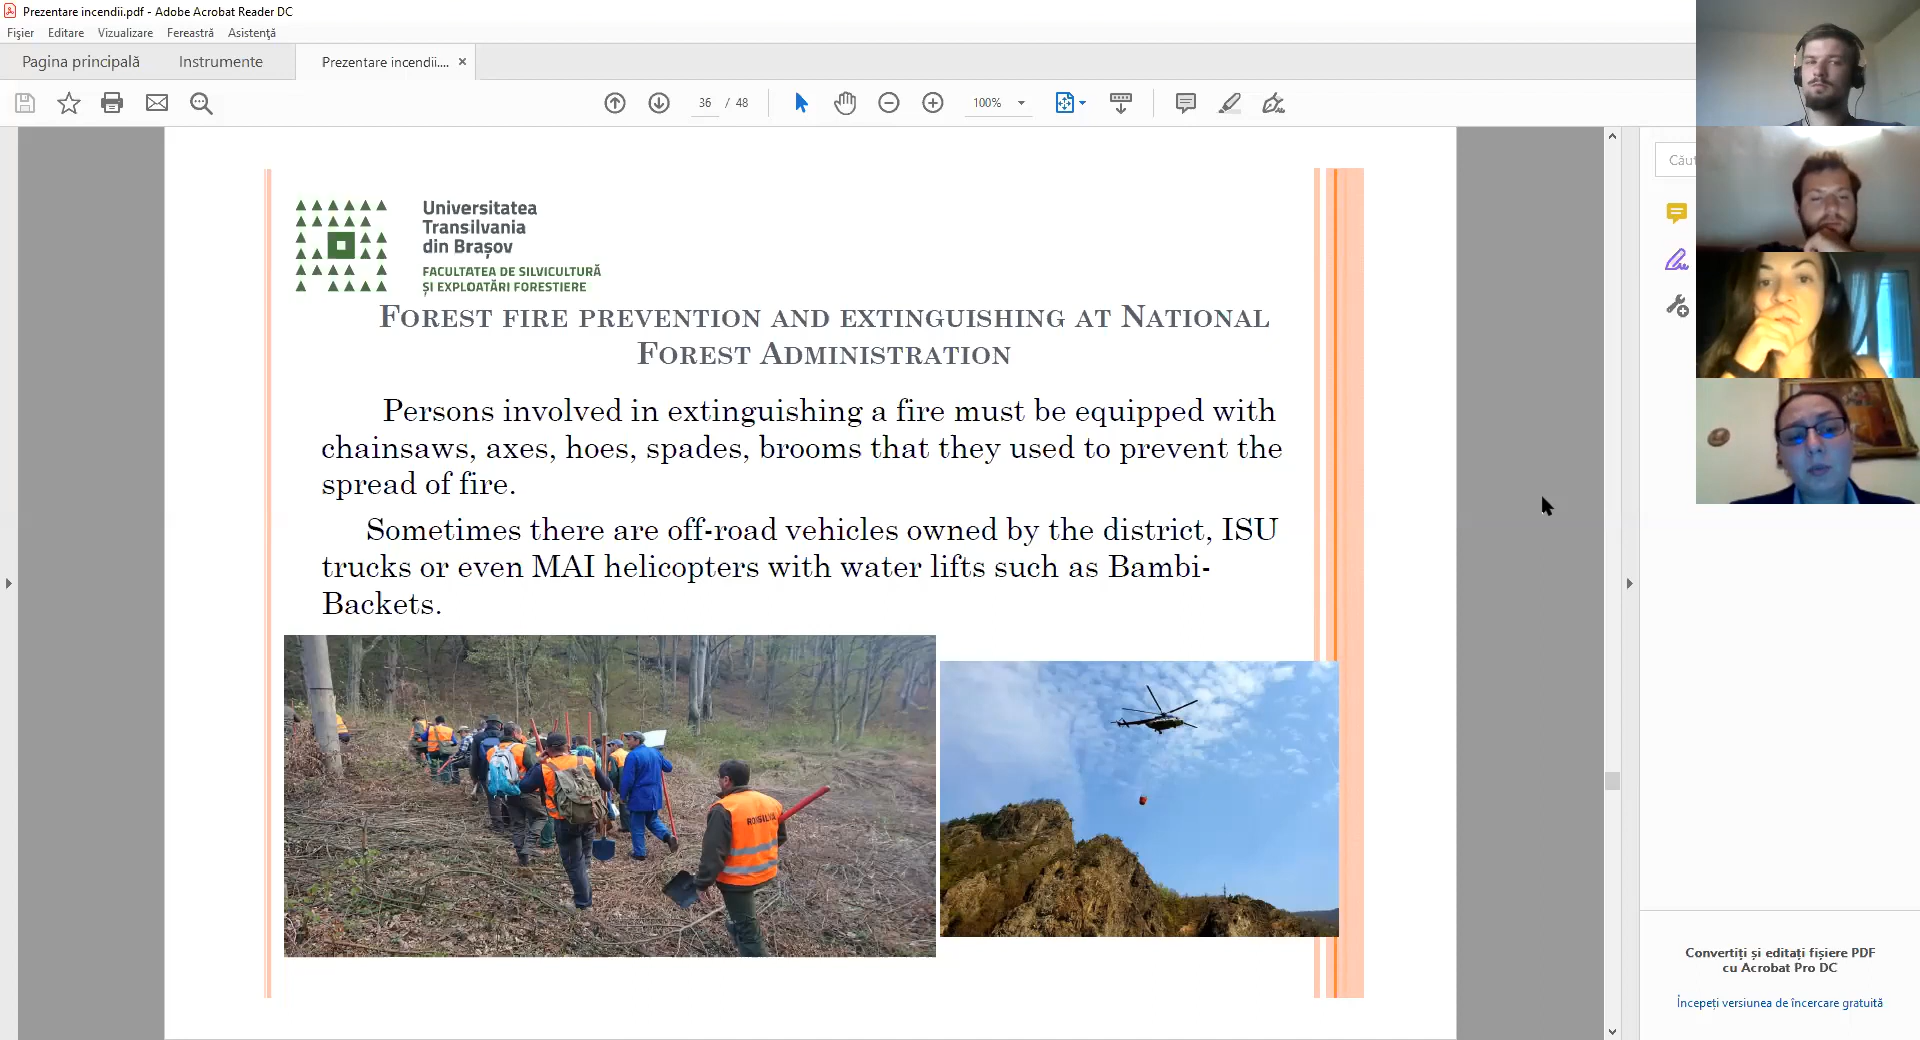 Prezentare incendii.pdf - Adobe Acrobat Reader DC
Fişier Editare Vizualizare Fereastră Asistenţă
Pagina principală Instrumente Prezentare incendii....
36 / 48 100%
Universitatea
Transilvania
din Brașov
FACULTATEA DE SILVICULTURĂ
ȘI EXPLOATĂRI FORESTIERE
FOREST FIRE PREVENTION AND EXTINGUISHING AT NATIONAL
FOREST ADMINISTRATION
Persons involved in extinguishing a fire must be equipped with
chainsaws, axes, hoes, spades, brooms that they used to prevent the
spread of fire.
Sometimes there are off-road vehicles owned by the district, ISU
trucks or even MAI helicopters with water lifts such as Bambi-
Backets.
Convertiți și editați fișiere PDF
cu Acrobat Pro DC
Începeți versiunea de încercare gratuită